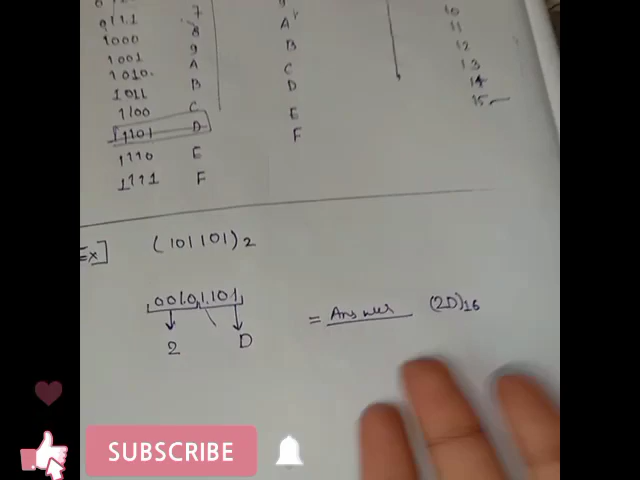 7
0111 8 9
1000 9 A 10
1001 A B 11
1010 B C 12
1011 C D 13
1100 D E 14
1101 E F 15
1110 F
1111
Ex] (101101)2
0010 1101 = Answer (2D)16
2 D
SUBSCRIBE